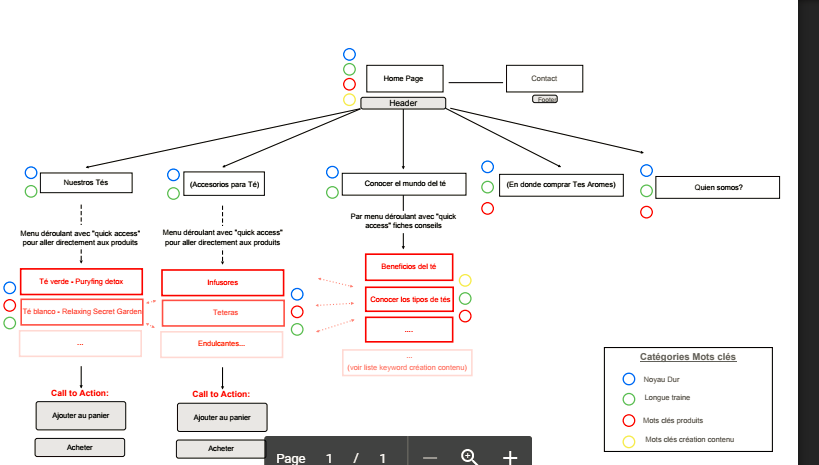 Home Page
Contact
Footer
Header
Nuestros Tés
(Accesorios para Té)
Conocer el mundo del té
(En donde comprar Tes Aromes)
Quien somos?
Menu déroulant avec "quick access"
pour aller directement aux produits
Menu déroulant avec "quick access"
pour aller directement aux produits
Par menu déroulant avec "quick
access" fiches conseils
Té verde - Puryfing detox
Té blanco - Relaxing Secret Garden
...
Infusores
Teteras
Endulcantes...
Beneficios del té
Conocer los tipos de tés
....
...
(voir liste keyword création contenu)
Call to Action:
Ajouter au panier
Acheter
Call to Action:
Ajouter au panier
Acheter
Catégories Mots clés
Noyau Dur
Longue traine
Mots clés produits
Mots clés création contenu
Page 1 / 1